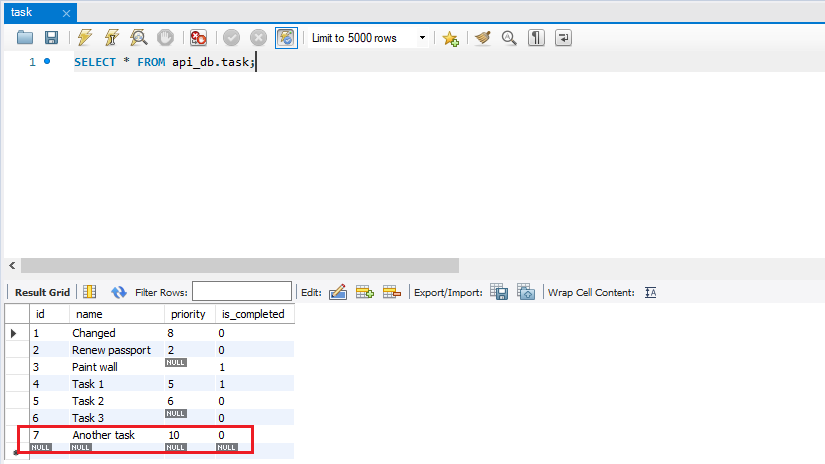 task
Limit to 5000 rows
1 SELECT * FROM api_db.task;
Result Grid Filter Rows: Edit: Export/Import: Wrap Cell Content: IA
id name priority is_completed
1 Changed 8 0
2 Renew passport 2 0
3 Paint wall NULL 1
4 Task 1 5 1
5 Task 2 6 0
6 Task 3 NULL 0
7 Another task 10 0
NULL NULL NULL NULL